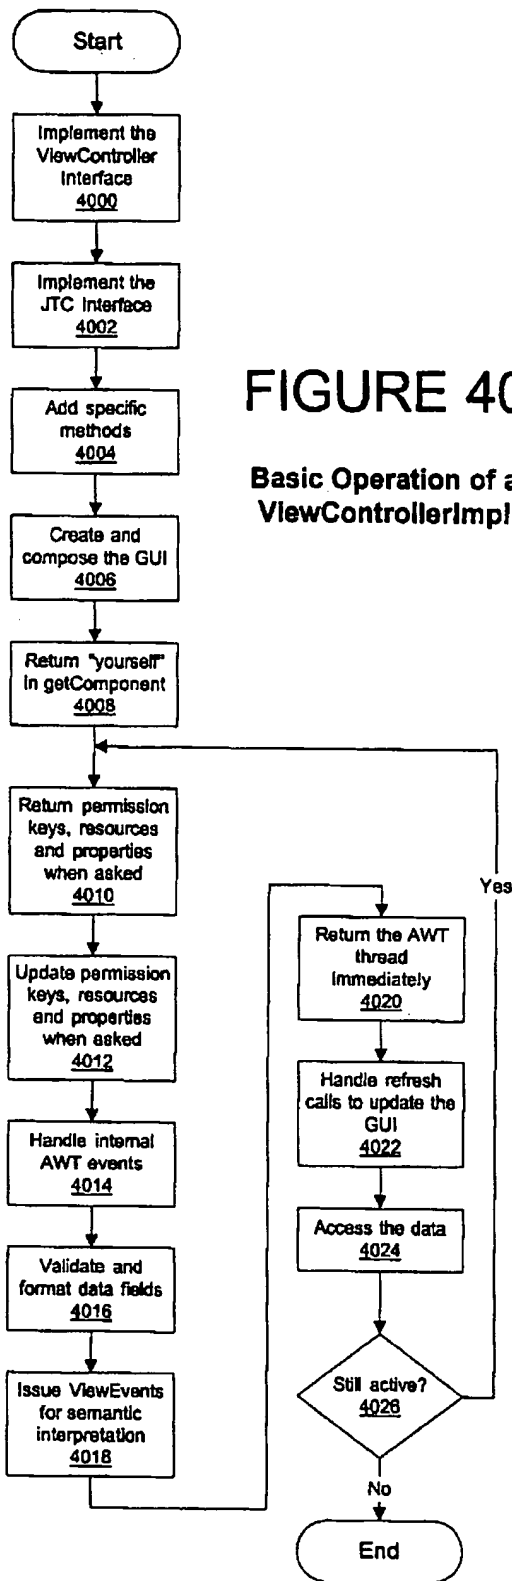 Start
Implement the
ViewController
Interface
4000
Implement the
JTC Interface
4002
Add specific
methods
4004
Create and
compose the GUI
4006
Return "yourself"
in getComponent
4008
FIGURE 40
Basic Operation of a
ViewControllerImpl
Return permission
keys, resources
and properties
when asked
4010
Update permission
keys, resources
and properties
when asked
4012
Handle internal
AWT events
4014
Validate and
format data fields
4016
Issue ViewEvents
for semantic
interpretation
4018
Return the AWT
thread
immediately
4020
Handle refresh
calls to update the
GUI
4022
Access the data
4024
Still active?
4026
Yes
No
End